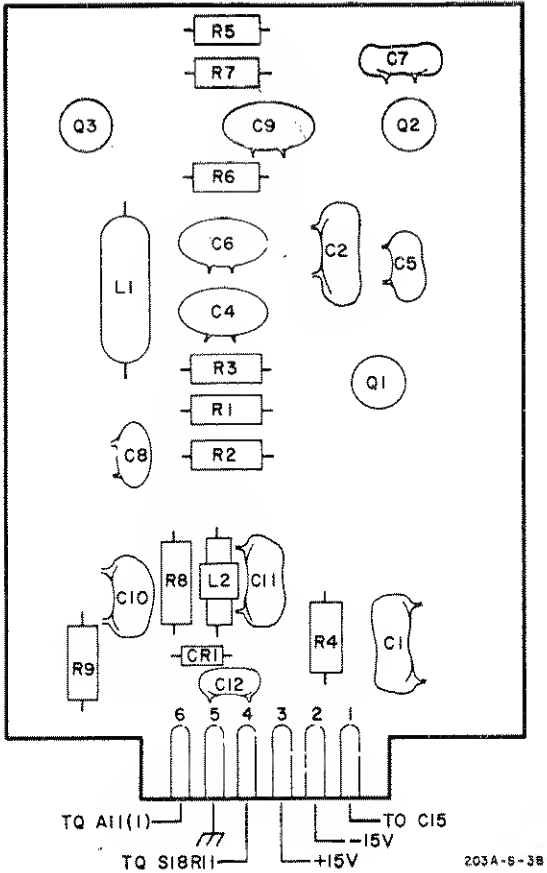 R5
R7
C7
Q3
C9
Q2
R6
C6
C2
C5
L1
C4
R3
Q1
R1
C8
R2
R8
L2
C11
C10
R4
C1
R9
CR1
C12
6 5 4 3 2 1
TQ A11(1)
TO C15
-15V
TQ S18R11
+15V
203A-S-38